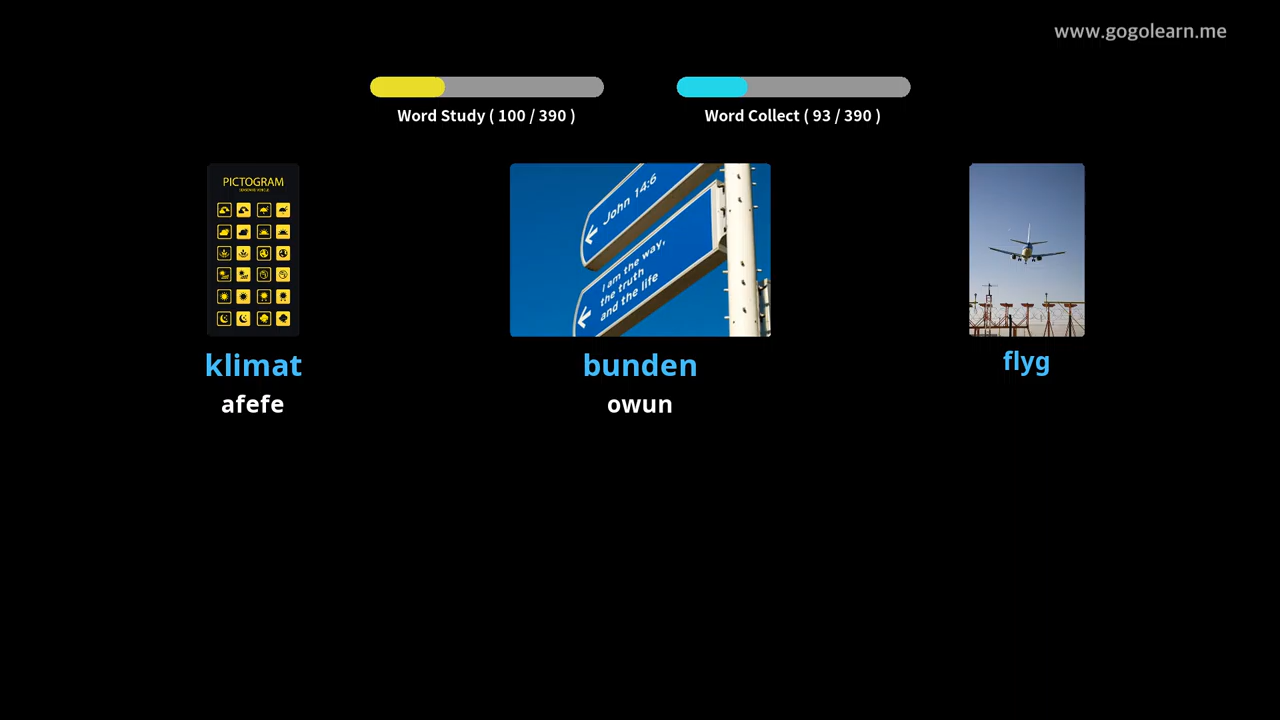 www.gogolearn.me
Word Study ( 100 / 390 )
Word Collect ( 93 / 390 )
PICTOGRAM
John 14:6
I am the way,
the truth
and the life
klimat
bunden
flyg
afefe
owun